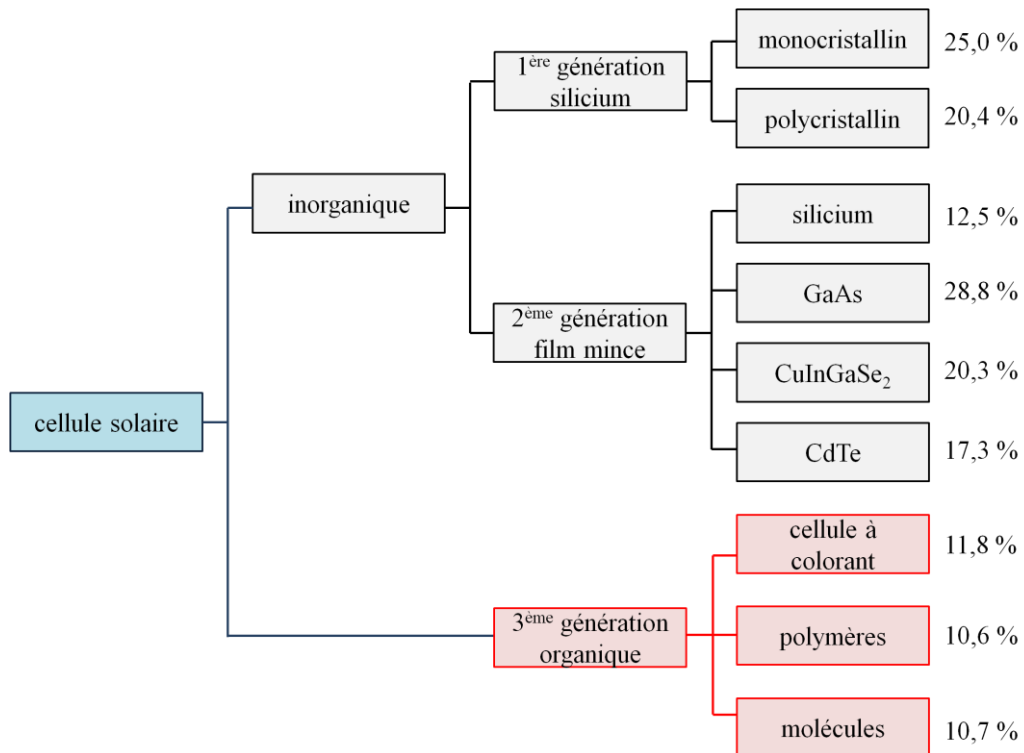 monocristallin 25,0 %
1ère génération
silicium
polycristallin 20,4 %
inorganique
silicium 12,5 %
GaAs 28,8 %
2ème génération
film mince
CuInGaSe₂ 20,3 %
cellule solaire
CdTe 17,3 %
cellule à
colorant
11,8 %
3ème génération
organique
polymères 10,6 %
molécules 10,7 %